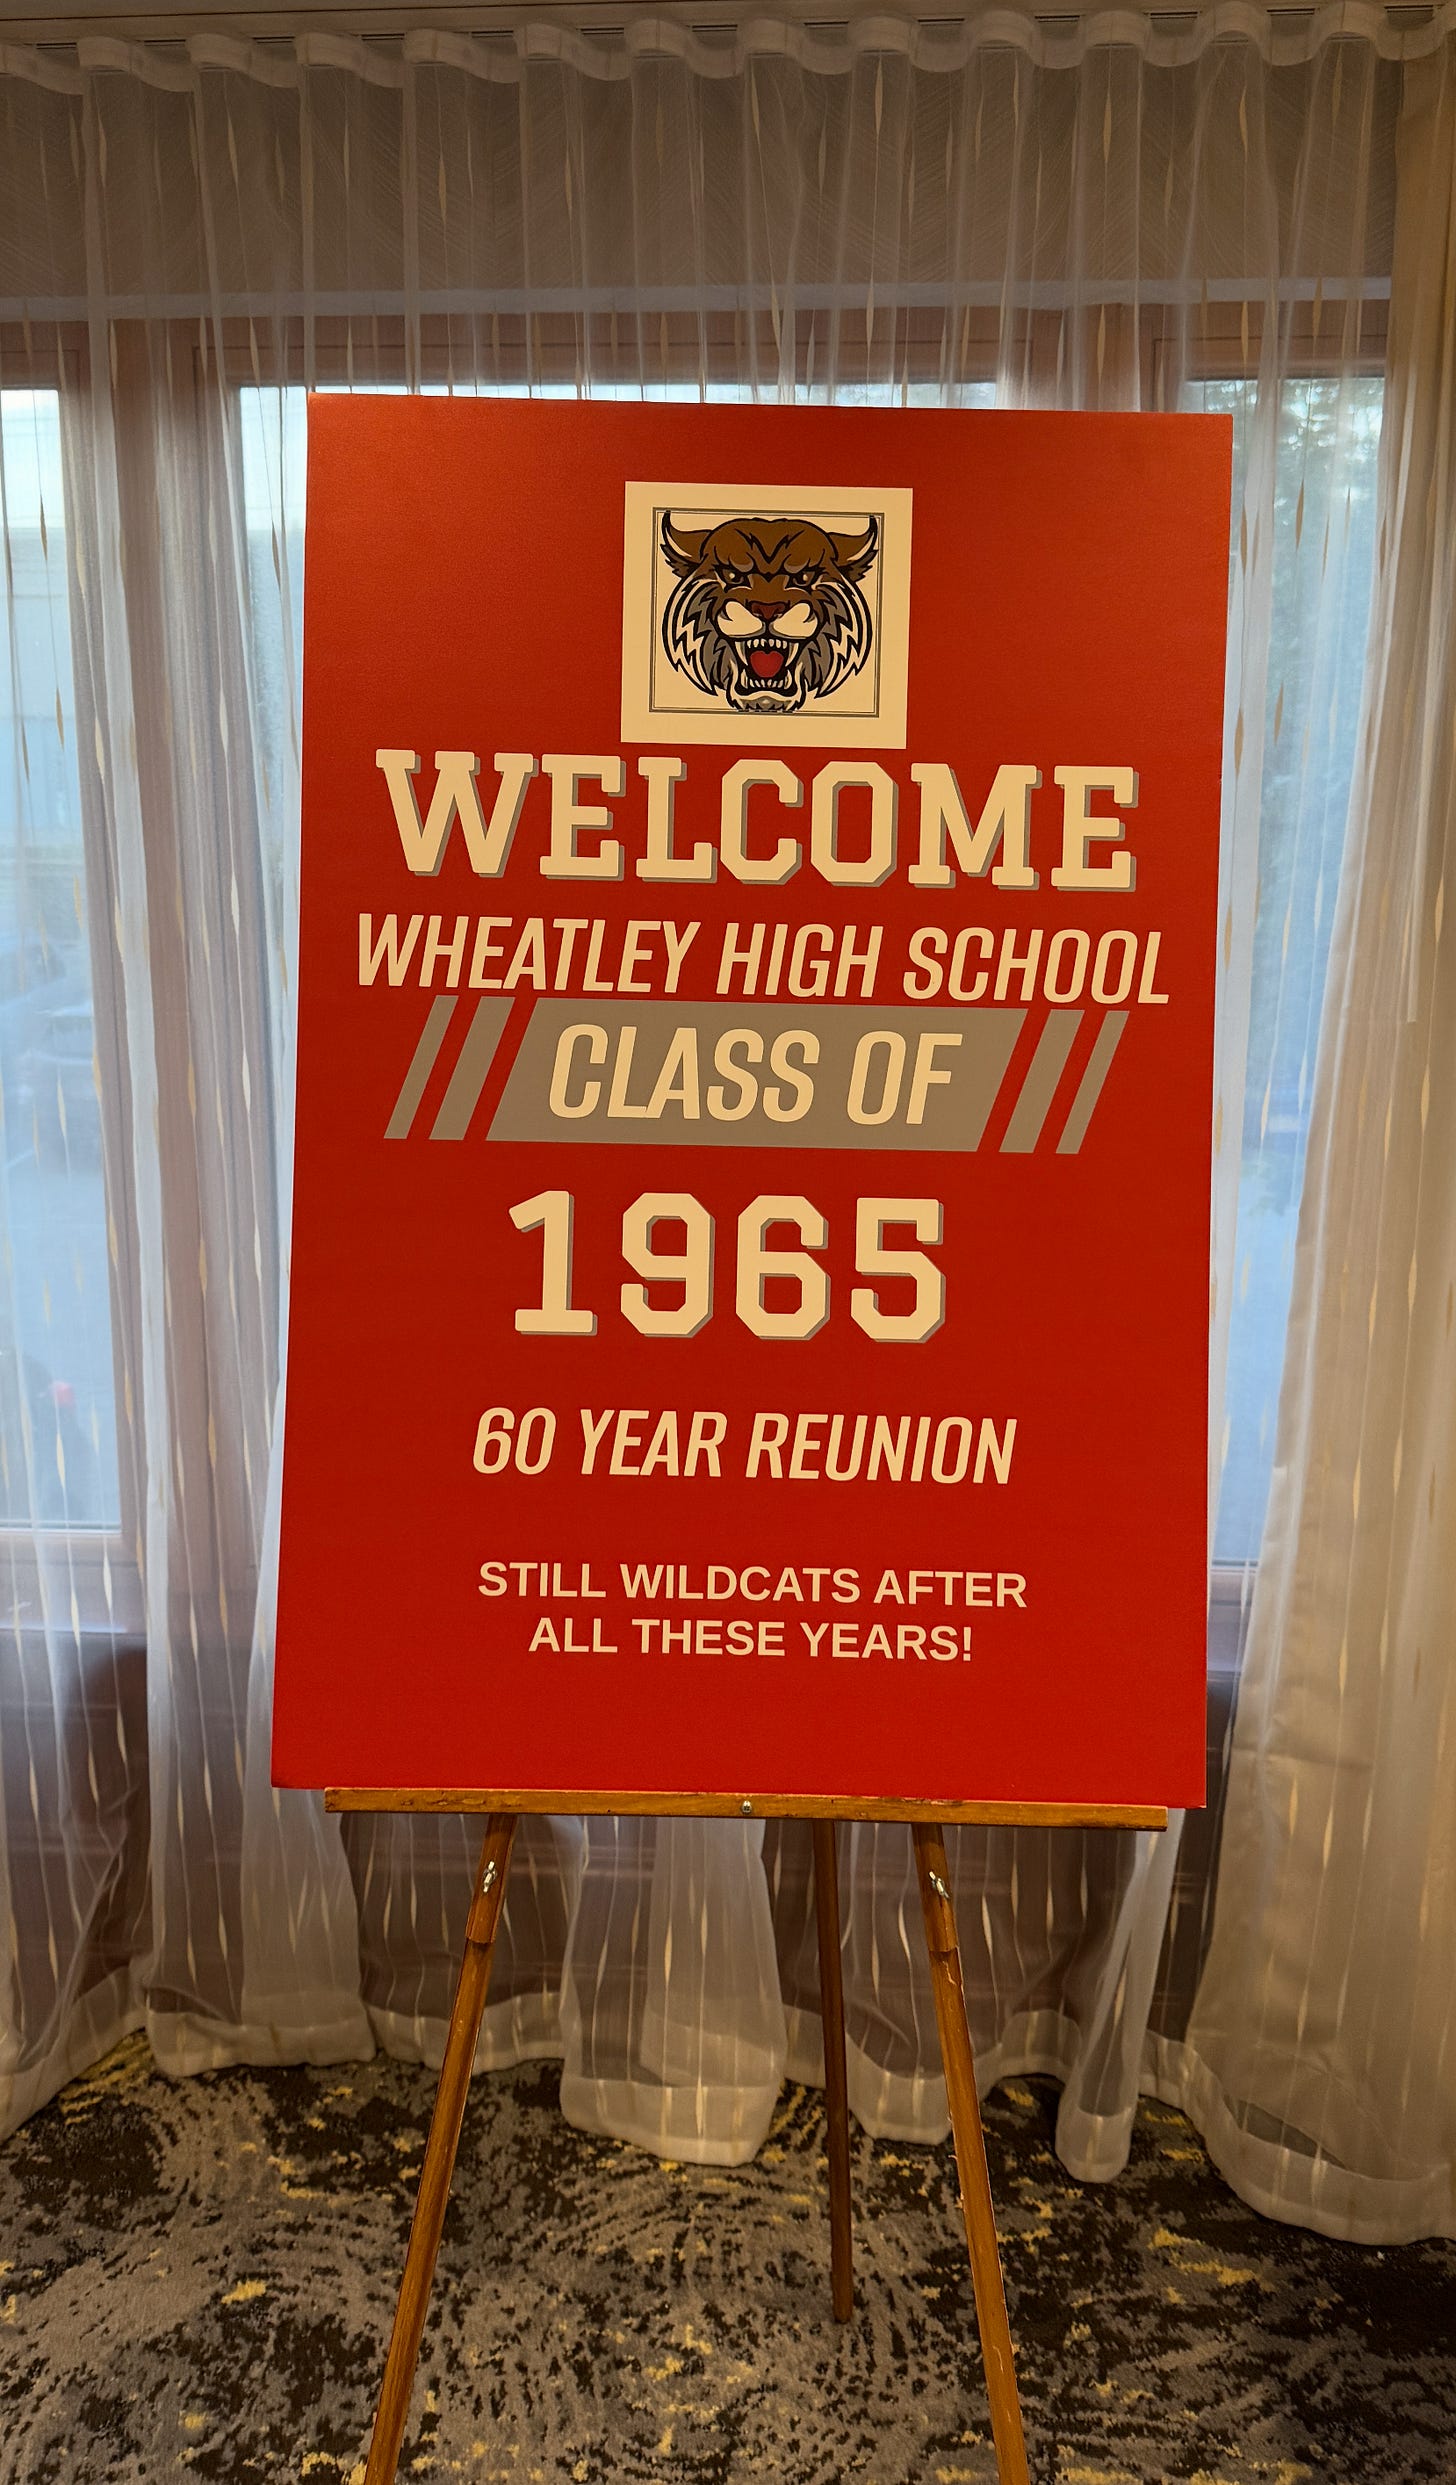 WELCOME
WHEATLEY HIGH SCHOOL
CLASS OF
1965
60 YEAR REUNION
STILL WILDCATS AFTER
ALL THESE YEARS!